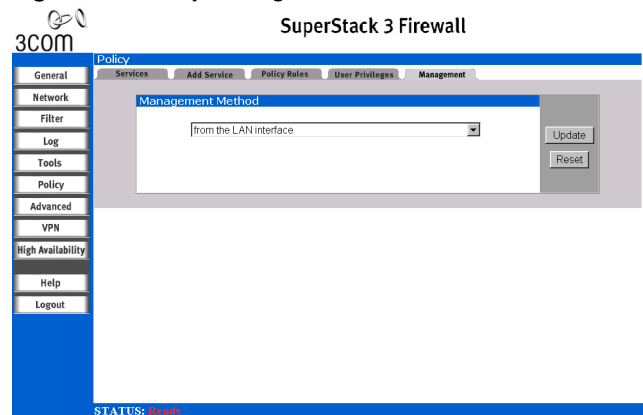 SuperStack 3 Firewall
3COM
Policy
Services Add Service Policy Rules User Privileges Management
General
Network
Filter
Log
Tools
Policy
Advanced
VPN
High Availability
Help
Logout
Management Method
from the LAN interface
Update
Reset
STATUS: Ready